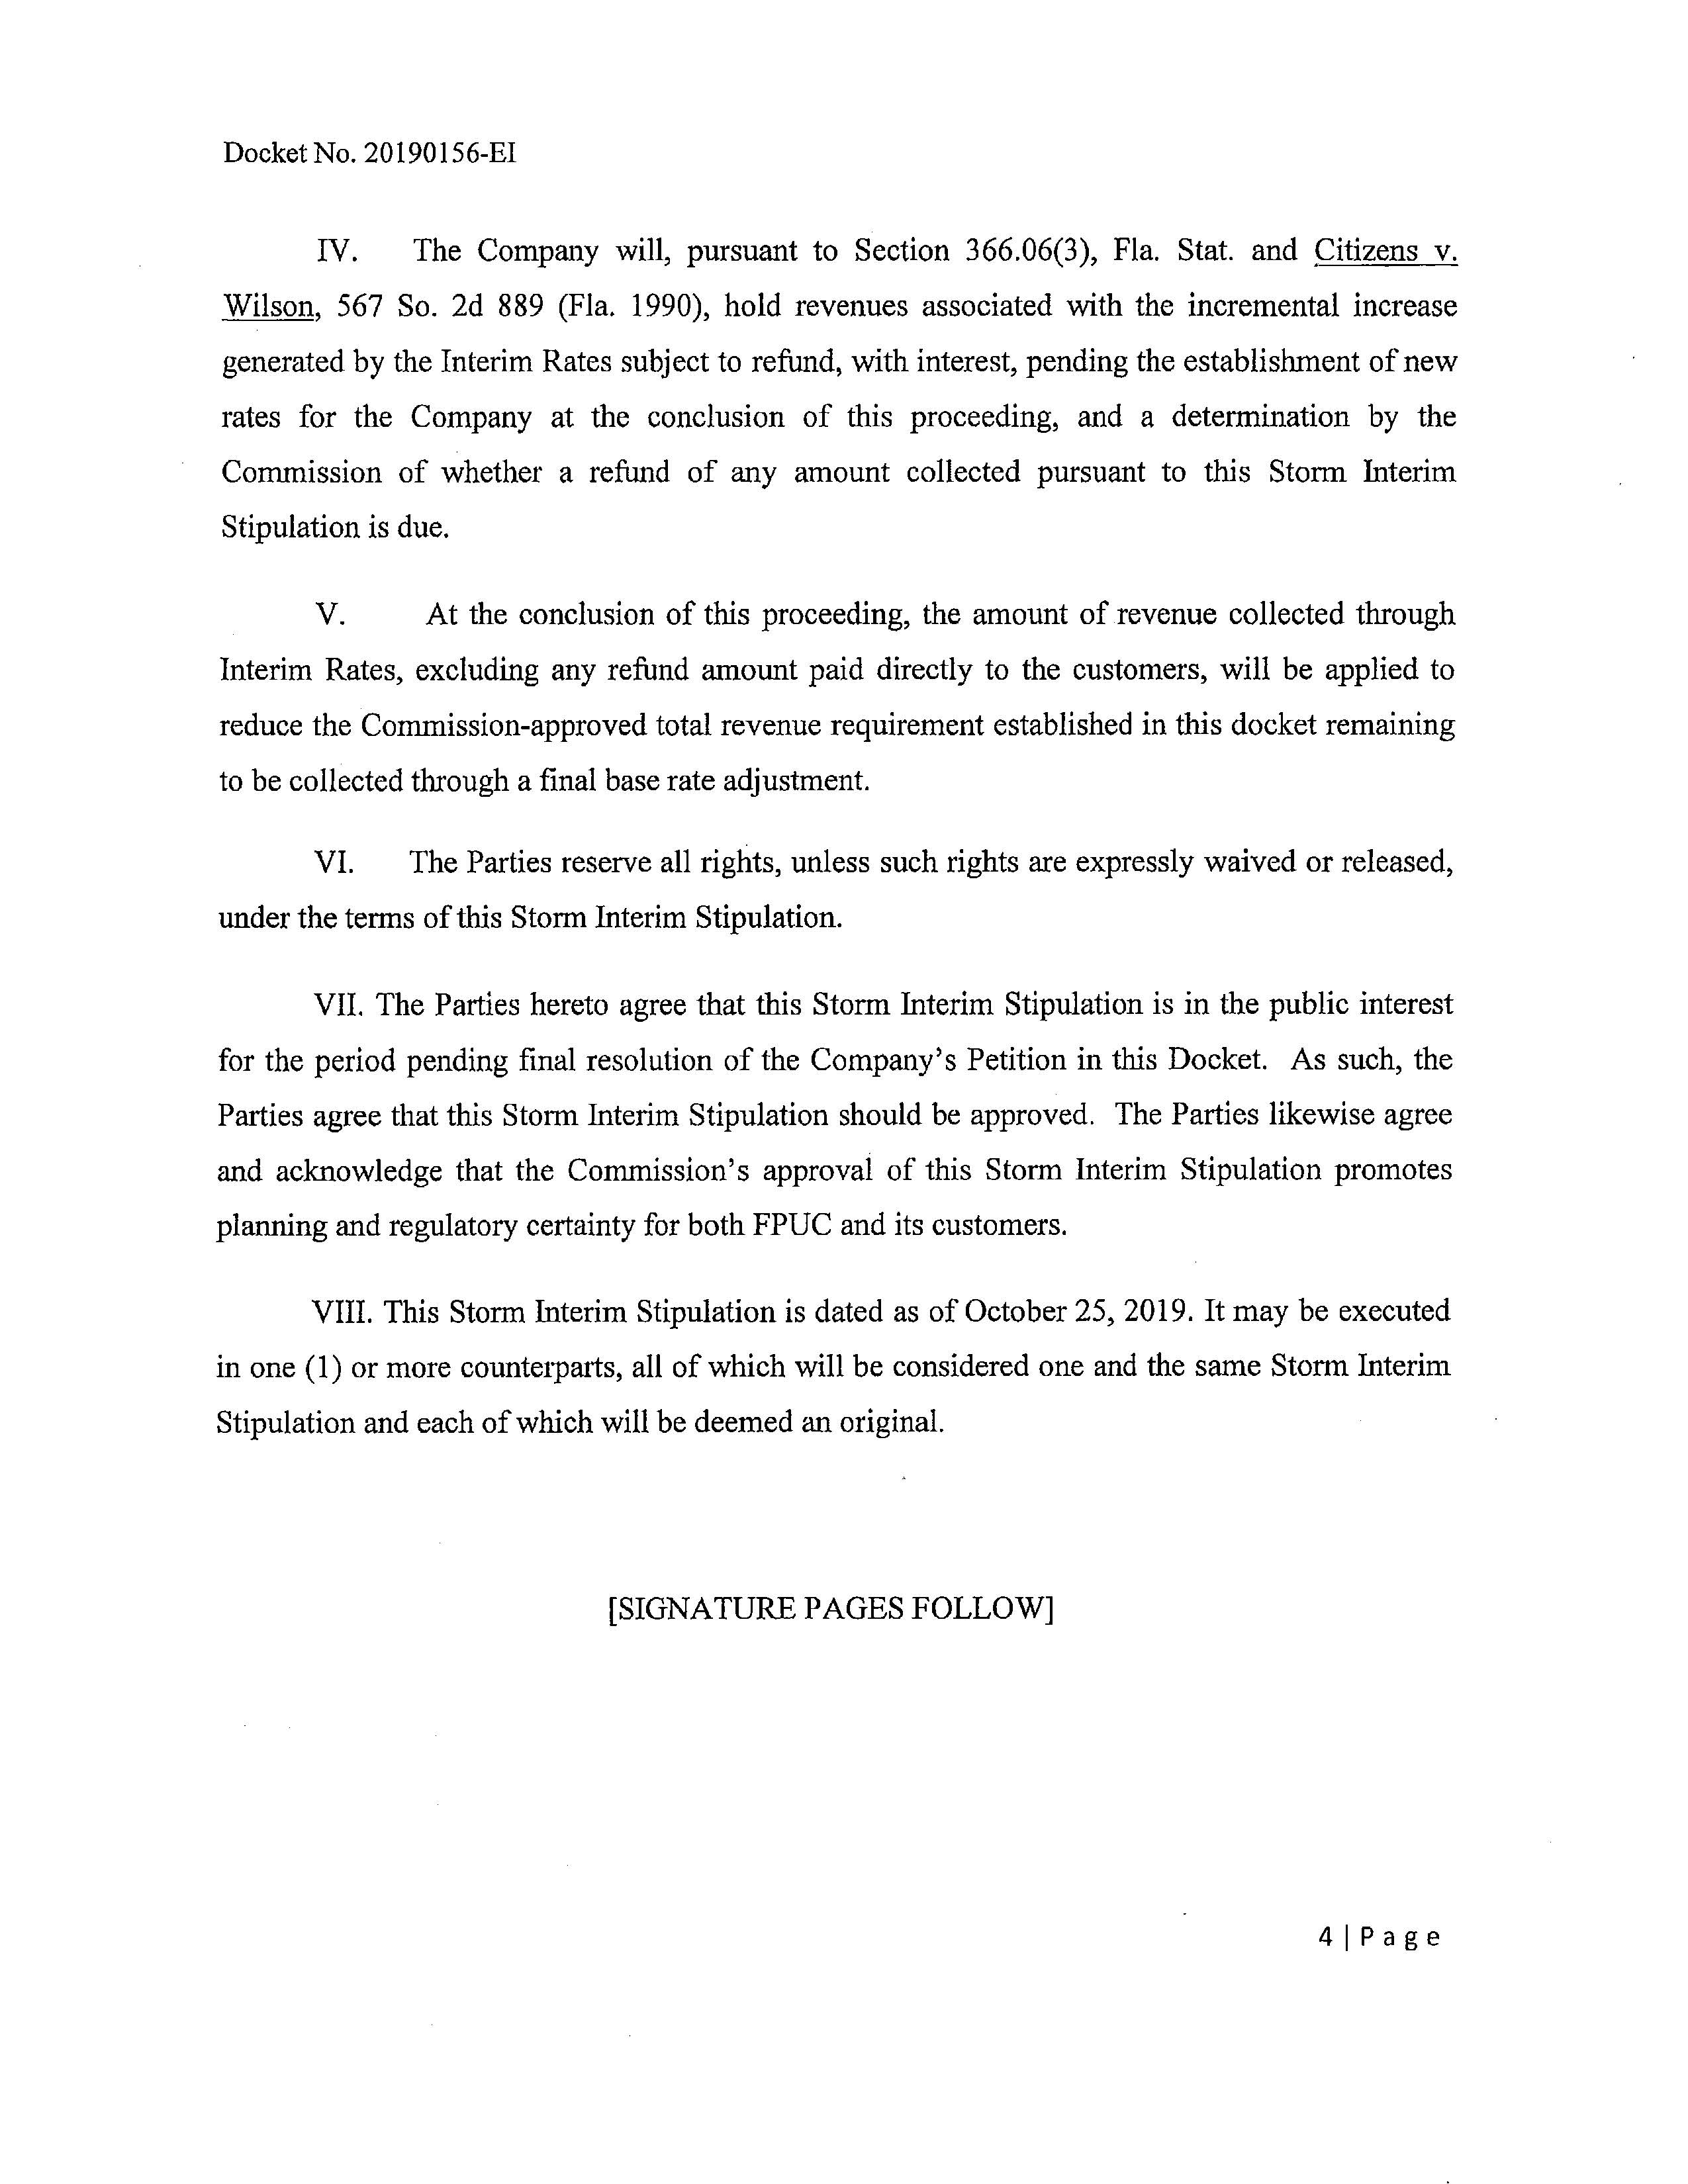 Docket No. 20190156-EI
IV. The Company will, pursuant to Section 366.06(3), Fla. Stat. and Citizens v.
Wilson, 567 So. 2d 889 (Fla. 1990), hold revenues associated with the incremental increase
generated by the Interim Rates subject to refund, with interest, pending the establishment of new
rates for the Company at the conclusion of this proceeding, and a determination by the
Commission of whether a refund of any amount collected pursuant to this Storm Interim
Stipulation is due.
V. At the conclusion of this proceeding, the amount of revenue collected through
Interim Rates, excluding any refund amount paid directly to the customers, will be applied to
reduce the Commission-approved total revenue requirement established in this docket remaining
to be collected through a final base rate adjustment.
VI. The Parties reserve all rights, unless such rights are expressly waived or released,
under the terms of this Storm Interim Stipulation.
VII. The Parties hereto agree that this Storm Interim Stipulation is in the public interest
for the period pending final resolution of the Company's Petition in this Docket. As such, the
Parties agree that this Storm Interim Stipulation should be approved. The Parties likewise agree
and acknowledge that the Commission's approval of this Storm Interim Stipulation promotes
planning and regulatory certainty for both FPUC and its customers.
VIII. This Storm Interim Stipulation is dated as of October 25, 2019. It may be executed
in one (1) or more counterparts, all of which will be considered one and the same Storm Interim
Stipulation and each of which will be deemed an original.
[SIGNATURE PAGES FOLLOW]
4 | Page